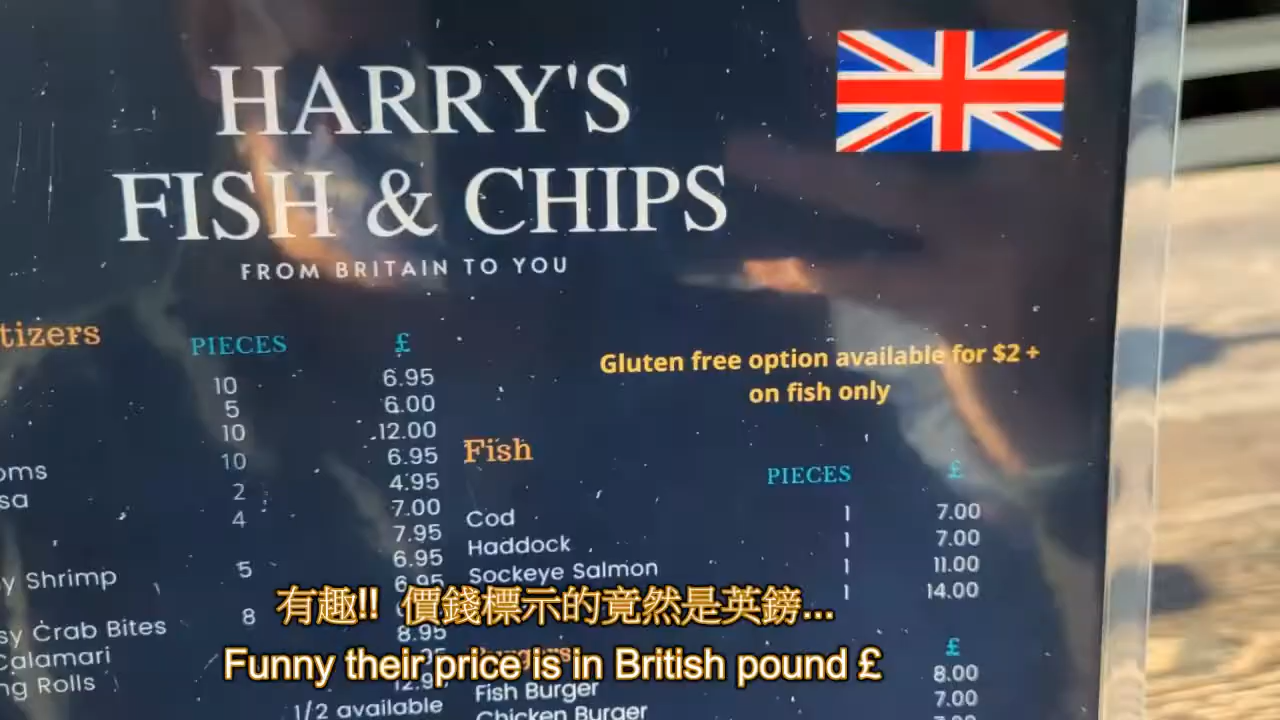 HARRY'S
FISH & CHIPS
FROM BRITAIN TO YOU
tizers PIECES £
10 6.95
5 6.00
10 12.00
10 6.95
oms 2 4.95
sa 4 7.00
7.95
y Shrimp 5 6.95
6.95
sy Crab Bites 8 8.95
Calamari
ng Rolls 12.95
1/2 available
Gluten free option available for $2 +
on fish only
Fish
PIECES £
Cod 1 7.00
Haddock 1 7.00
Sockeye Salmon 1 11.00
1 14.00
Burgers £
Fish Burger 8.00
Chicken Burger 7.00
有趣!! 價錢標示的竟然是英鎊...
Funny their price is in British pound £